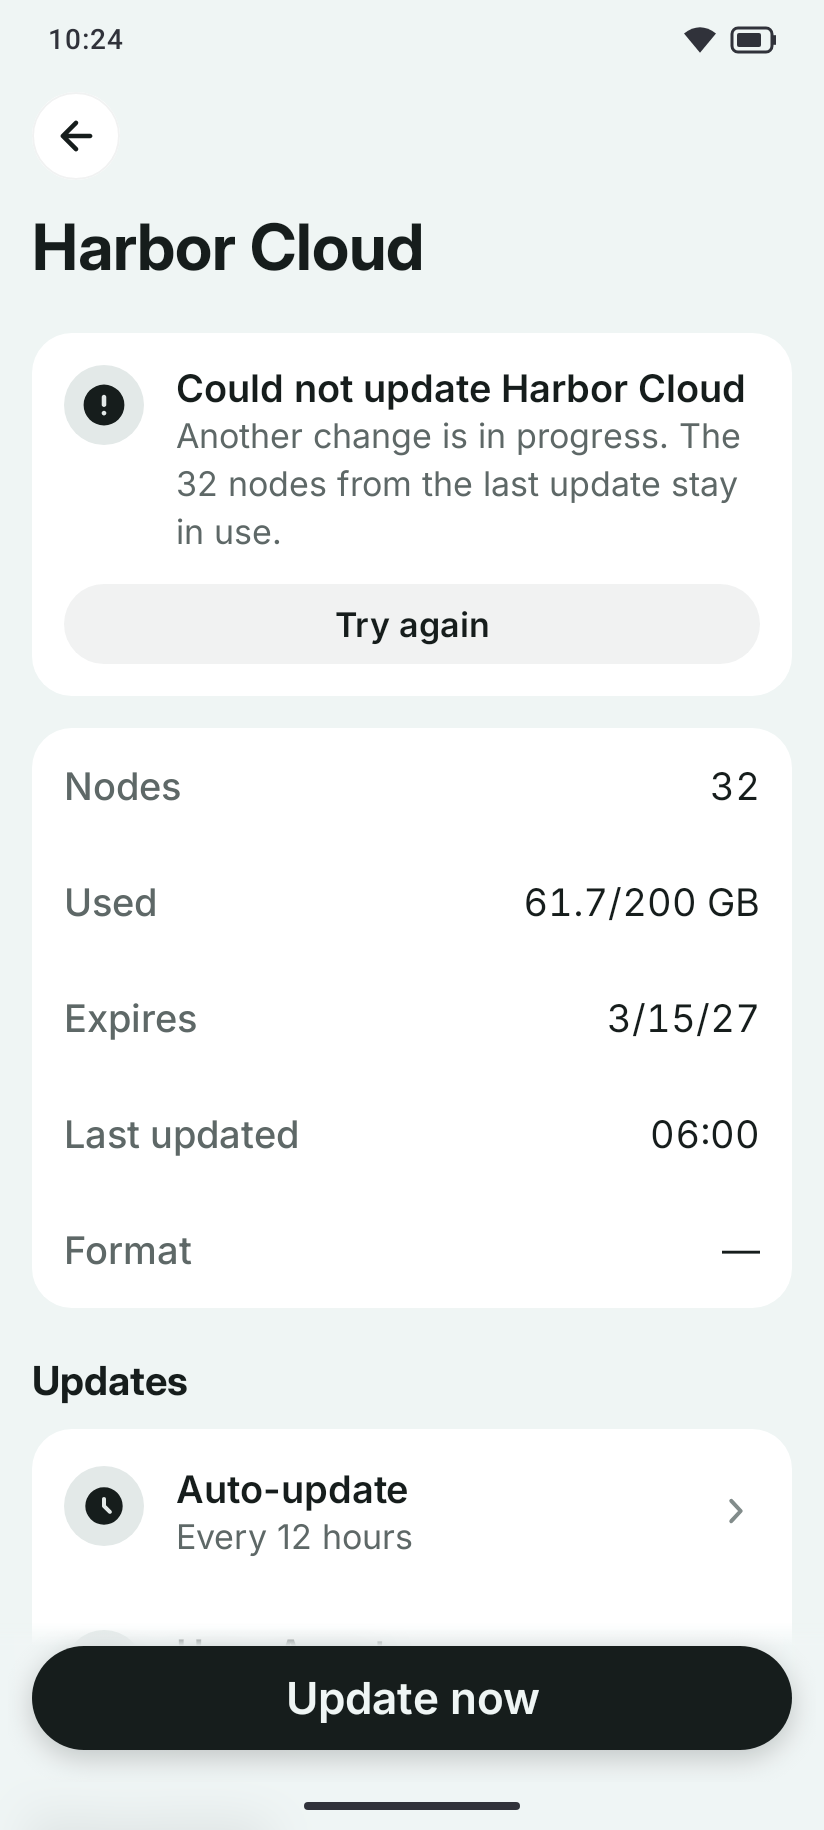 10:24
Harbor Cloud
Could not update Harbor Cloud
Another change is in progress. The
32 nodes from the last update stay
in use.
Try again
Nodes 32
Used 61.7/200 GB
Expires 3/15/27
Last updated 06:00
Format —
Updates
Auto-update
Every 12 hours
Update now